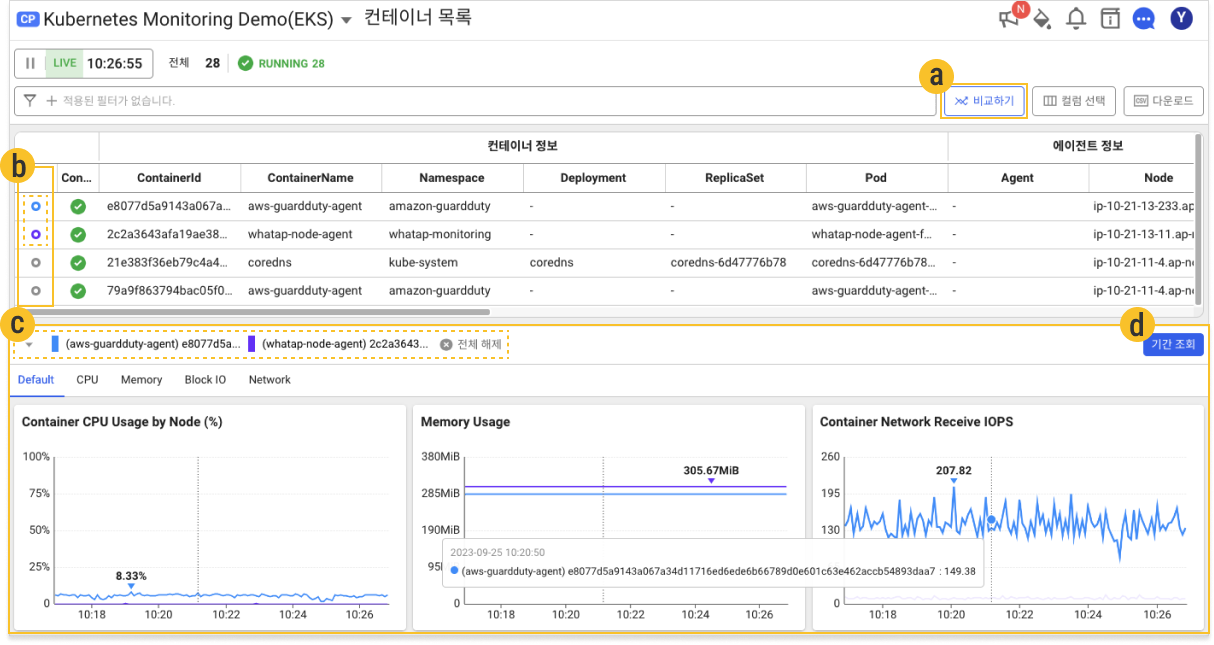 CP Kubernetes Monitoring Demo(EKS) 컨테이너 목록 N Y
LIVE 10:26:55 전체 28 RUNNING 28
a
적용된 필터가 없습니다. 비교하기 컬럼 선택 CSV 다운로드
컨테이너 정보 에이전트 정보
b
Con... ContainerId ContainerName Namespace Deployment ReplicaSet Pod Agent Node
e8077d5a9143a067a... aws-guardduty-agent amazon-guardduty - - aws-guardduty-agent-... - ip-10-21-13-233.ap
2c2a3643afa19ae38... whatap-node-agent whatap-monitoring - - whatap-node-agent-f... - ip-10-21-13-11.ap-
21e383f36eb79c4a4... coredns kube-system coredns coredns-6d47776b78 coredns-6d47776b78... - ip-10-21-11-4.ap-ne
79a9f863794bac05f0... aws-guardduty-agent amazon-guardduty - - aws-guardduty-agent-... - ip-10-21-11-4.ap-ne
c d
(aws-guardduty-agent) e8077d5a... (whatap-node-agent) 2c2a3643... 전체 해제 기간 조회
Default CPU Memory Block IO Network
Container CPU Usage by Node (%)
100%
75%
50%
25%
8.33%
0
10:18 10:20 10:22 10:24 10:26
Memory Usage
380MiB
305.67MiB
285MiB
190MiB
95
0
10:18 10:20 10:22 10:24 10:26
Container Network Receive IOPS
260
207.82
195
130
0
10:18 10:20 10:22 10:24 10:26
2023-09-25 10:20:50
(aws-guardduty-agent) e8077d5a9143a067a34d11716ed6ede6b66789d0e601c63e462accb54893daa7 : 149.38